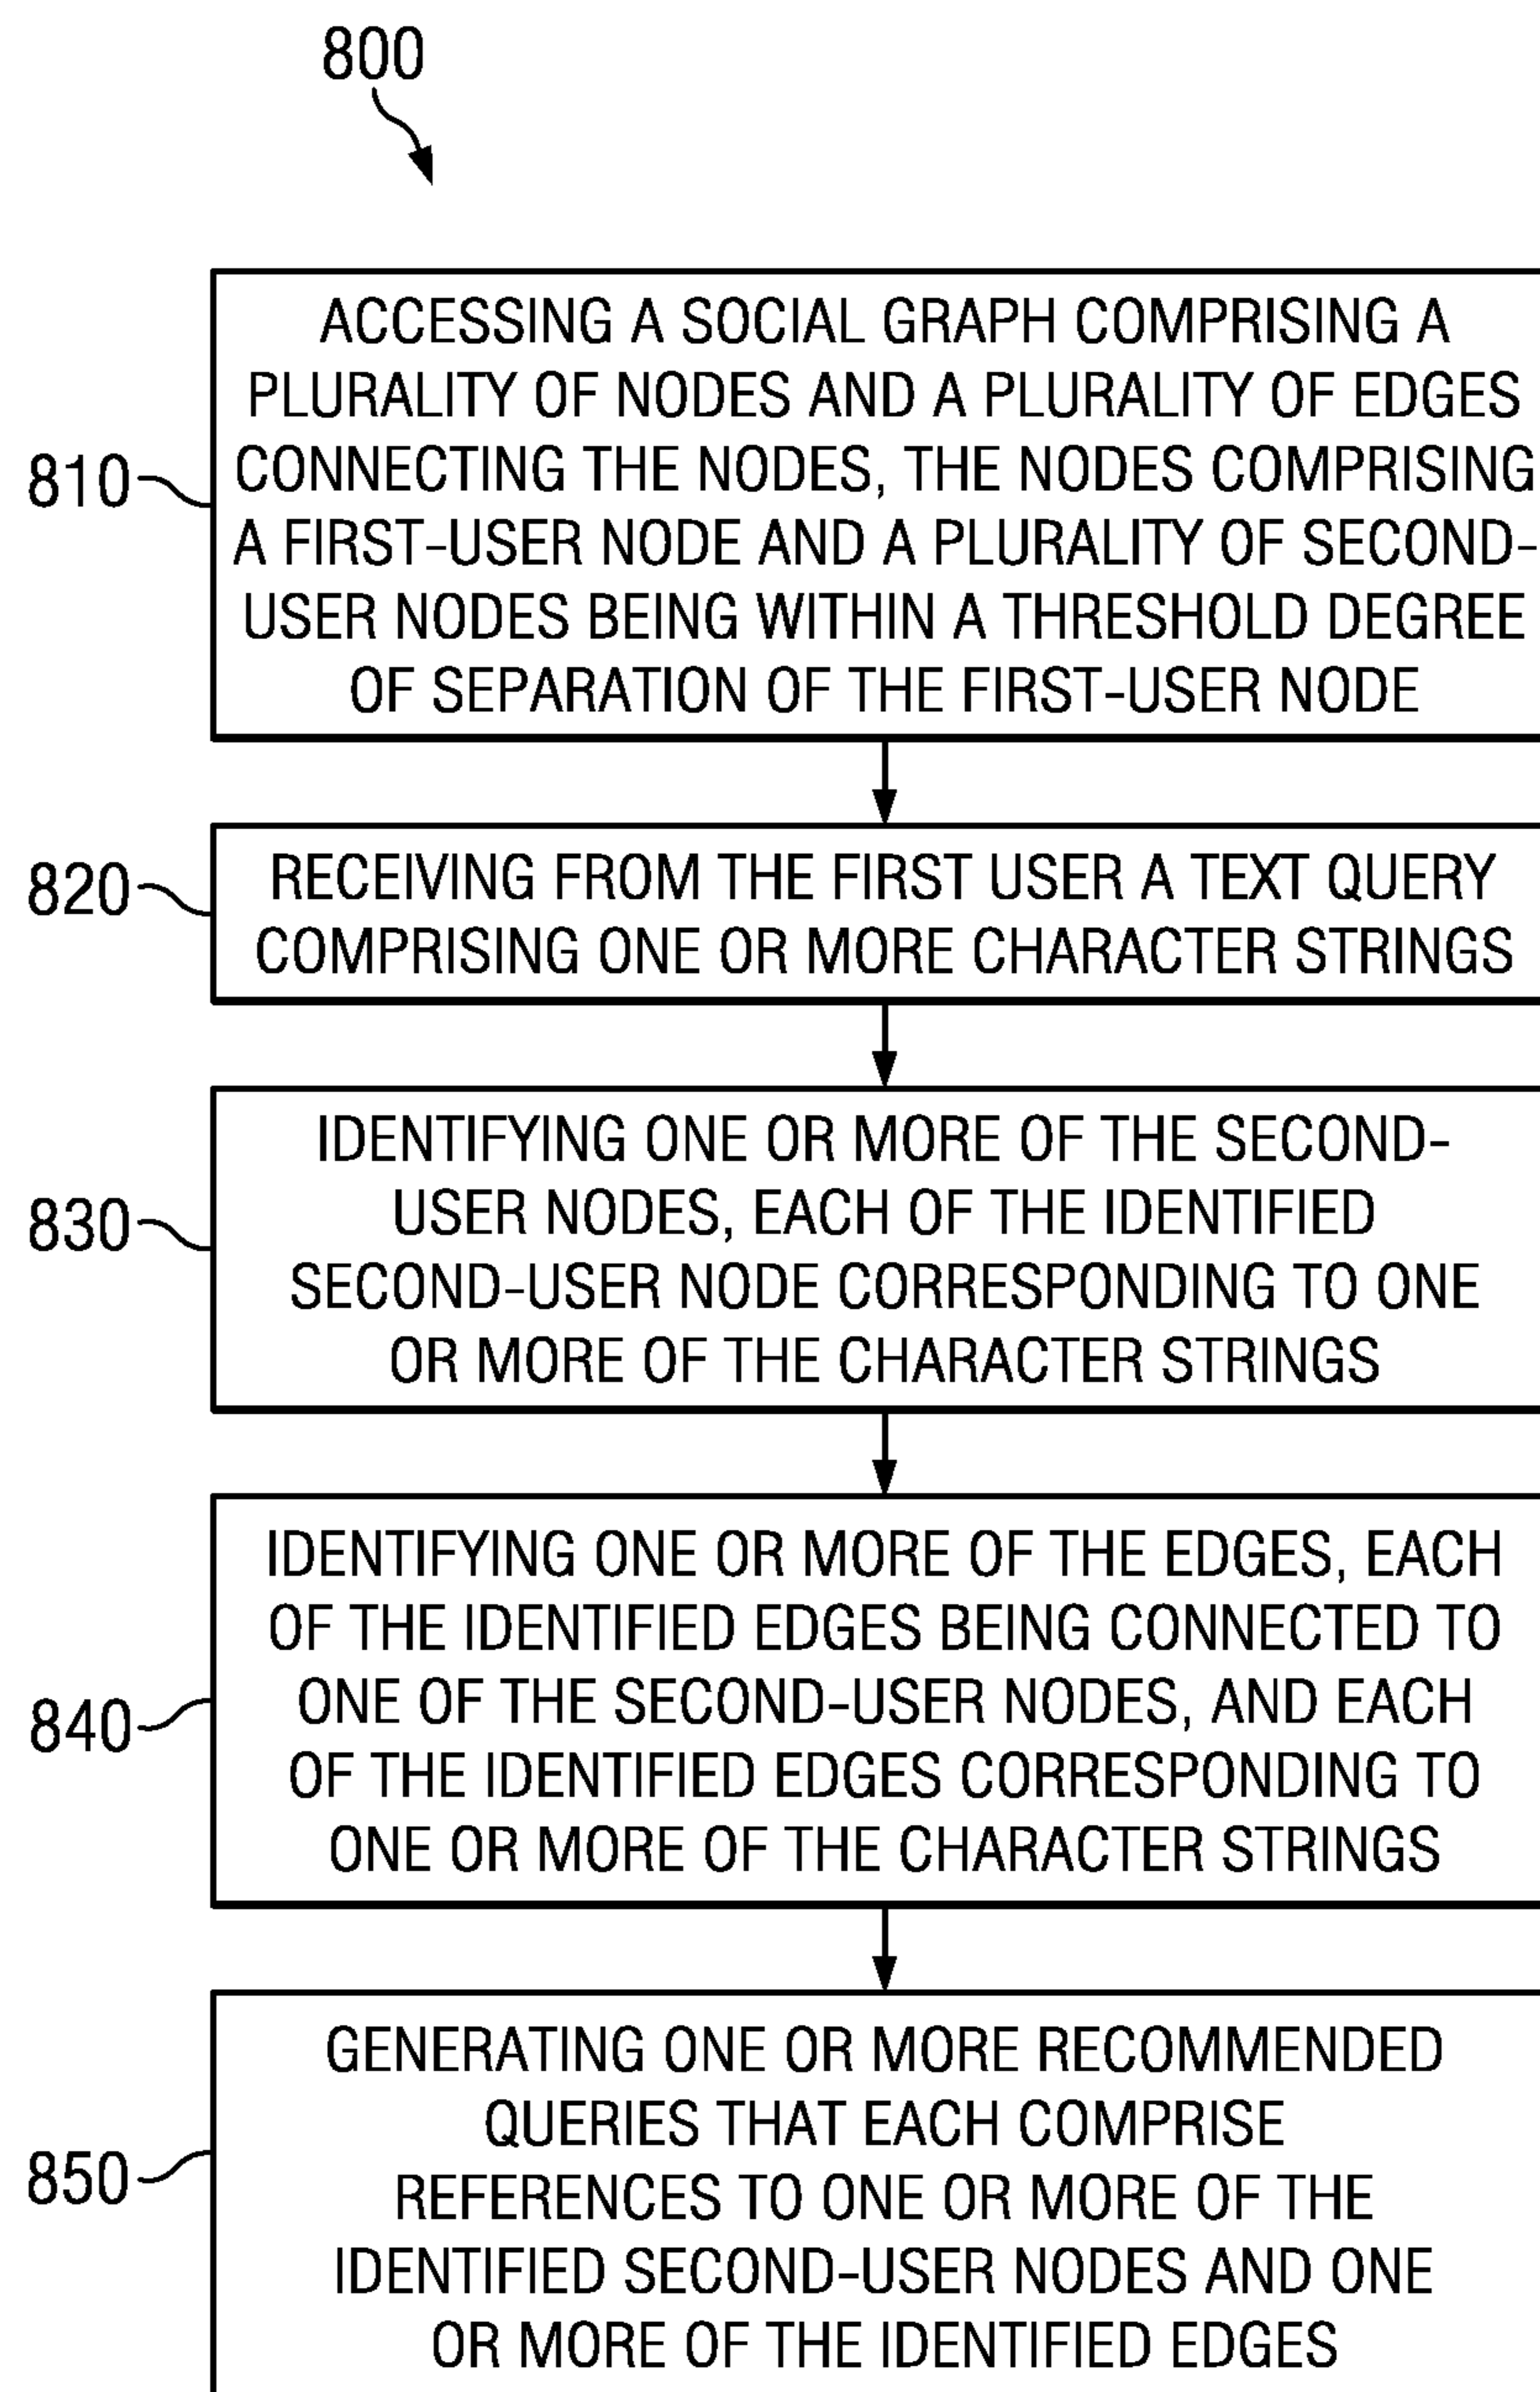 800
810
ACCESSING A SOCIAL GRAPH COMPRISING A
PLURALITY OF NODES AND A PLURALITY OF EDGES
CONNECTING THE NODES, THE NODES COMPRISING
A FIRST-USER NODE AND A PLURALITY OF SECOND-
USER NODES BEING WITHIN A THRESHOLD DEGREE
OF SEPARATION OF THE FIRST-USER NODE
820
RECEIVING FROM THE FIRST USER A TEXT QUERY
COMPRISING ONE OR MORE CHARACTER STRINGS
830
IDENTIFYING ONE OR MORE OF THE SECOND-
USER NODES, EACH OF THE IDENTIFIED
SECOND-USER NODE CORRESPONDING TO ONE
OR MORE OF THE CHARACTER STRINGS
840
IDENTIFYING ONE OR MORE OF THE EDGES, EACH
OF THE IDENTIFIED EDGES BEING CONNECTED TO
ONE OF THE SECOND-USER NODES, AND EACH
OF THE IDENTIFIED EDGES CORRESPONDING TO
ONE OR MORE OF THE CHARACTER STRINGS
850
GENERATING ONE OR MORE RECOMMENDED
QUERIES THAT EACH COMPRISE
REFERENCES TO ONE OR MORE OF THE
IDENTIFIED SECOND-USER NODES AND ONE
OR MORE OF THE IDENTIFIED EDGES